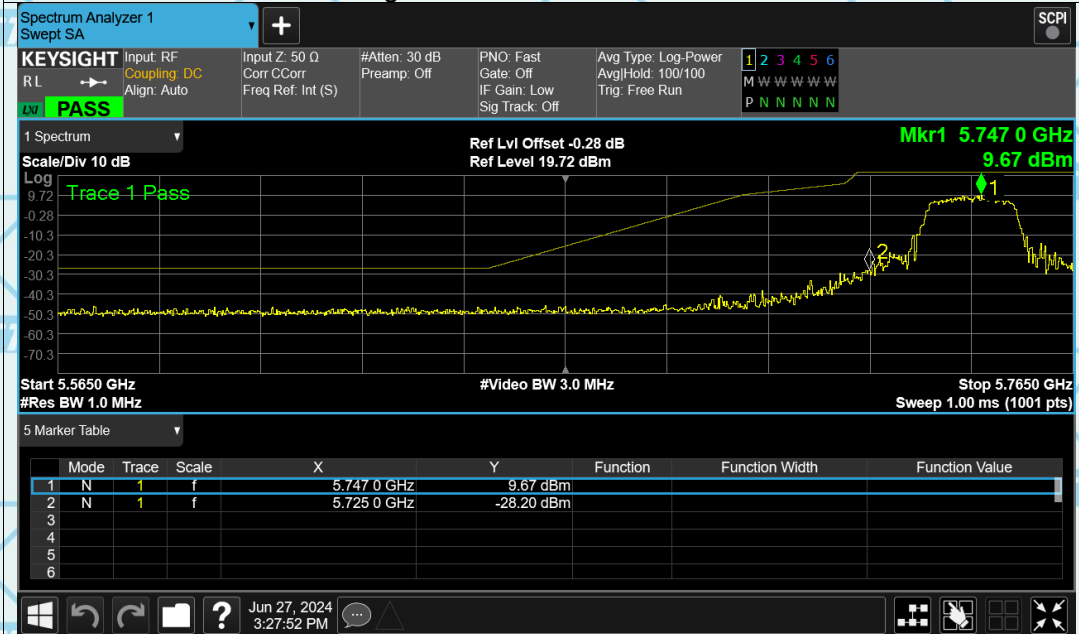 Spectrum Analyzer 1
Swept SA
+
SCPI
KEYSIGHT
R L
LXI PASS
Input: RF
Coupling: DC
Align: Auto
Input Z: 50 Ω
Corr CCorr
Freq Ref: Int (S)
#Atten: 30 dB
Preamp: Off
PNO: Fast
Gate: Off
IF Gain: Low
Sig Track: Off
Avg Type: Log-Power
Avg|Hold: 100/100
Trig: Free Run
1 2 3 4 5 6
M W W W W W
P N N N N N
1 Spectrum
Scale/Div 10 dB
Ref Lvl Offset -0.28 dB
Ref Level 19.72 dBm
Mkr1 5.747 0 GHz
9.67 dBm
Log
Trace 1 Pass
1
9.72
-0.28
-10.3
2
-20.3
-30.3
-40.3
-50.3
-60.3
-70.3
Start 5.5650 GHz
#Video BW 3.0 MHz
Stop 5.7650 GHz
#Res BW 1.0 MHz
Sweep 1.00 ms (1001 pts)
5 Marker Table
Mode Trace Scale X Y Function Function Width Function Value
1 N 1 f 5.747 0 GHz 9.67 dBm
2 N 1 f 5.725 0 GHz -28.20 dBm
3
4
5
6
?
Jun 27, 2024
3:27:52 PM